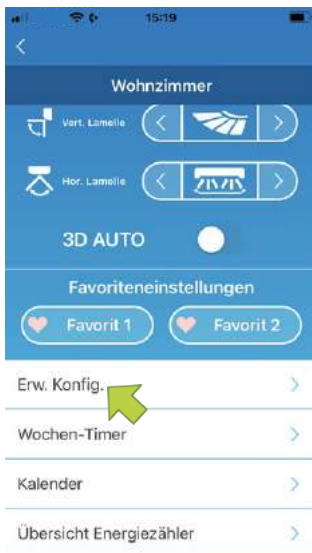 15:19
Wohnzimmer
Vert. Lamelle
Hor. Lamelle
3D AUTO
Favoriteneinstellungen
Favorit 1 Favorit 2
Erw. Konfig.
Wochen-Timer
Kalender
Übersicht Energiezähler